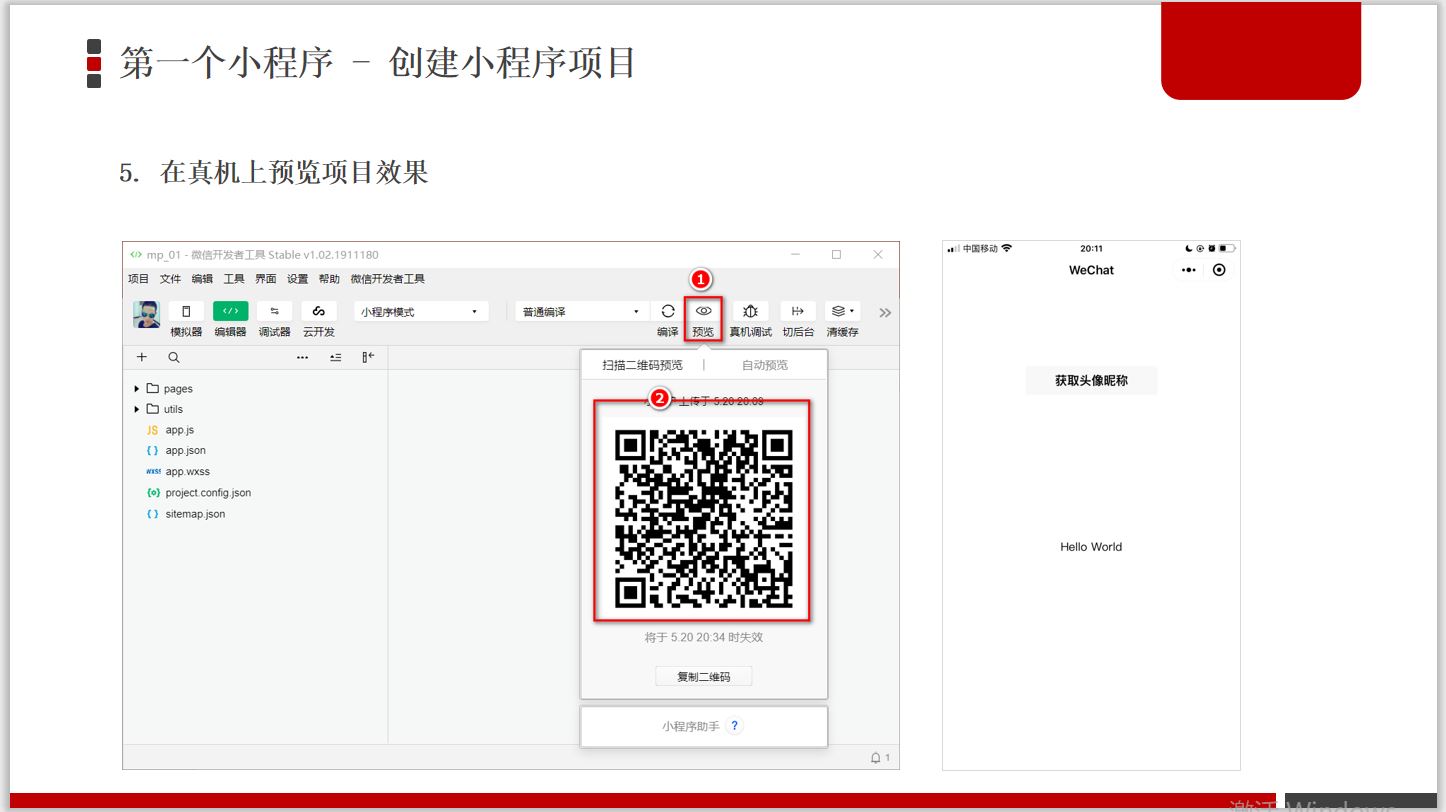 第一个小程序 - 创建小程序项目
5. 在真机上预览项目效果
mp_01 - 微信开发者工具 Stable v1.02.1911180
项目 文件 编辑 工具 界面 设置 帮助 微信开发者工具
1
小程序模式
普通编译
模拟器 编辑器 调试器 云开发
编译 预览 真机调试 切后台 清缓存
扫描二维码预览 | 自动预览
pages
utils
app.js
app.json
app.wxss
project.config.json
sitemap.json
2
上传于 5.20 20:09
将于 5.20 20:34 时失效
复制二维码
小程序助手 ?
1
中国移动 20:11
WeChat
获取头像昵称
Hello World
激活 Windows